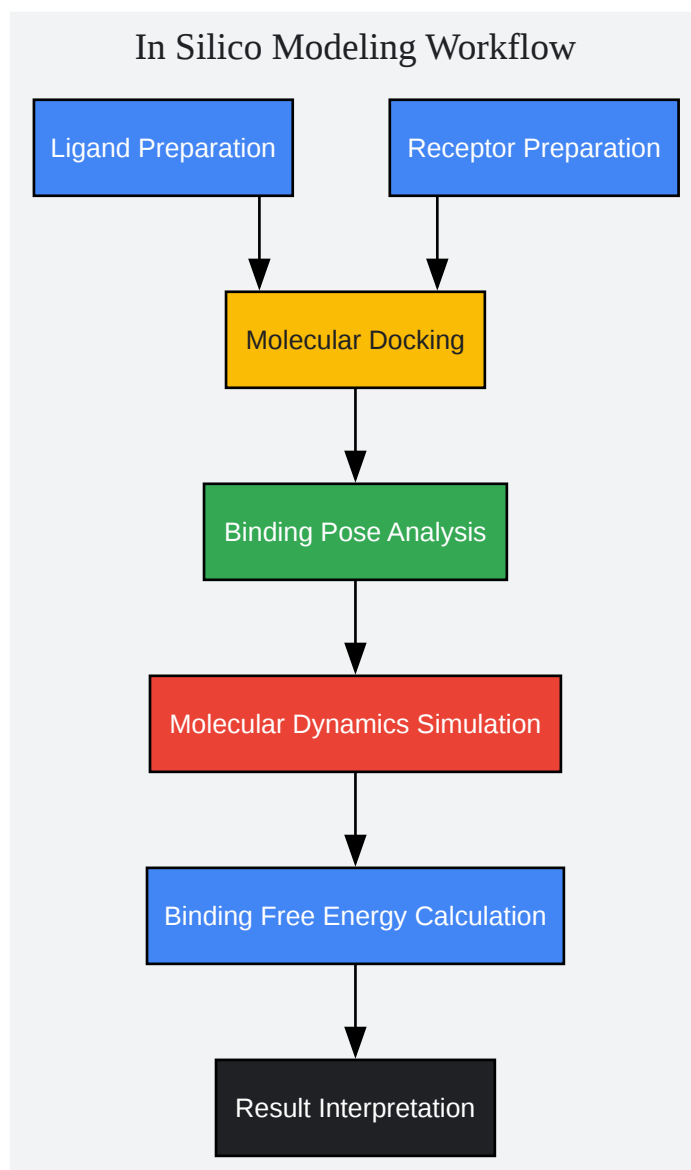 In Silico Modeling Workflow
Ligand Preparation
Receptor Preparation
Molecular Docking
Binding Pose Analysis
Molecular Dynamics Simulation
Binding Free Energy Calculation
Result Interpretation